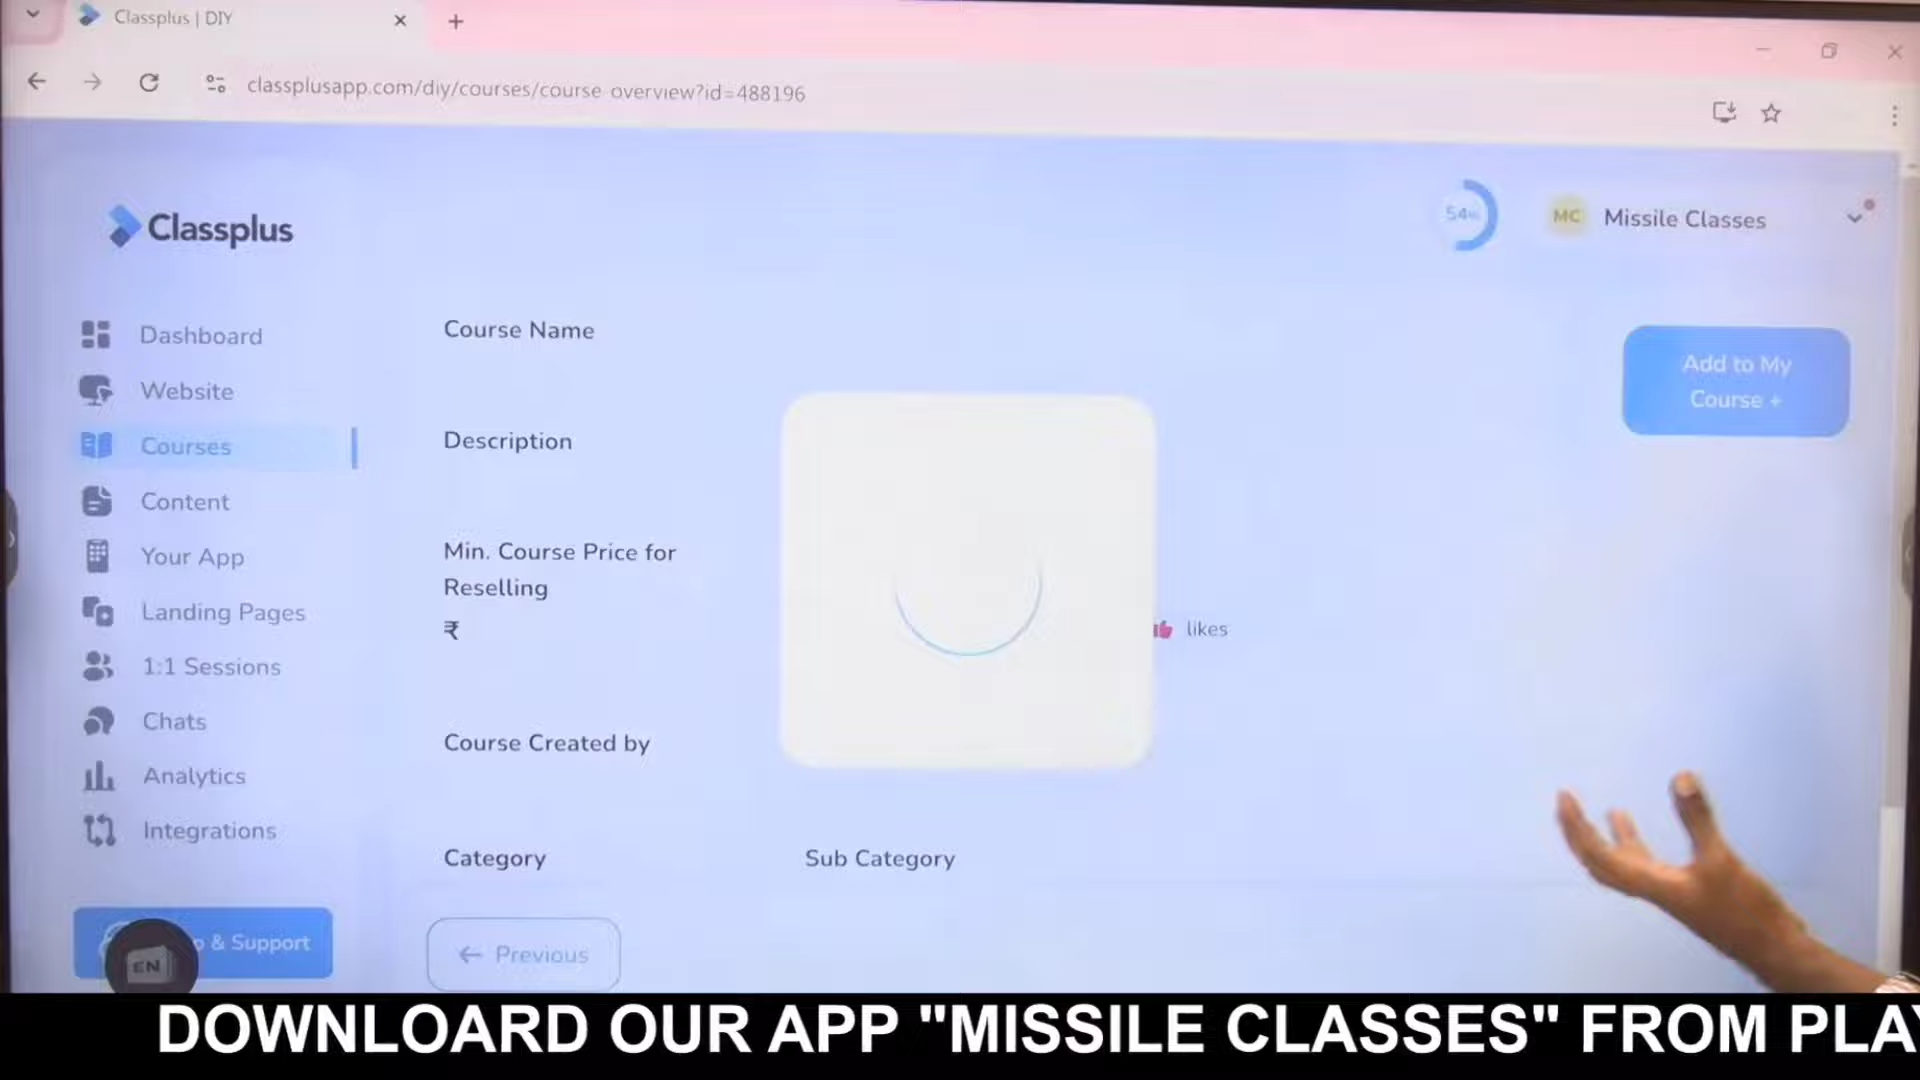 Classplus | DIY
classplusapp.com/diy/courses/course-overview?id=488196
Classplus
54%
MC Missile Classes
Dashboard
Website
Courses
Content
Your App
Landing Pages
1:1 Sessions
Chats
Analytics
Integrations
& Support
EN
Course Name
Add to My
Course +
Description
Min. Course Price for
Reselling
₹
likes
Course Created by
Category
Sub Category
← Previous
DOWNLOARD OUR APP "MISSILE CLASSES" FROM PLAY